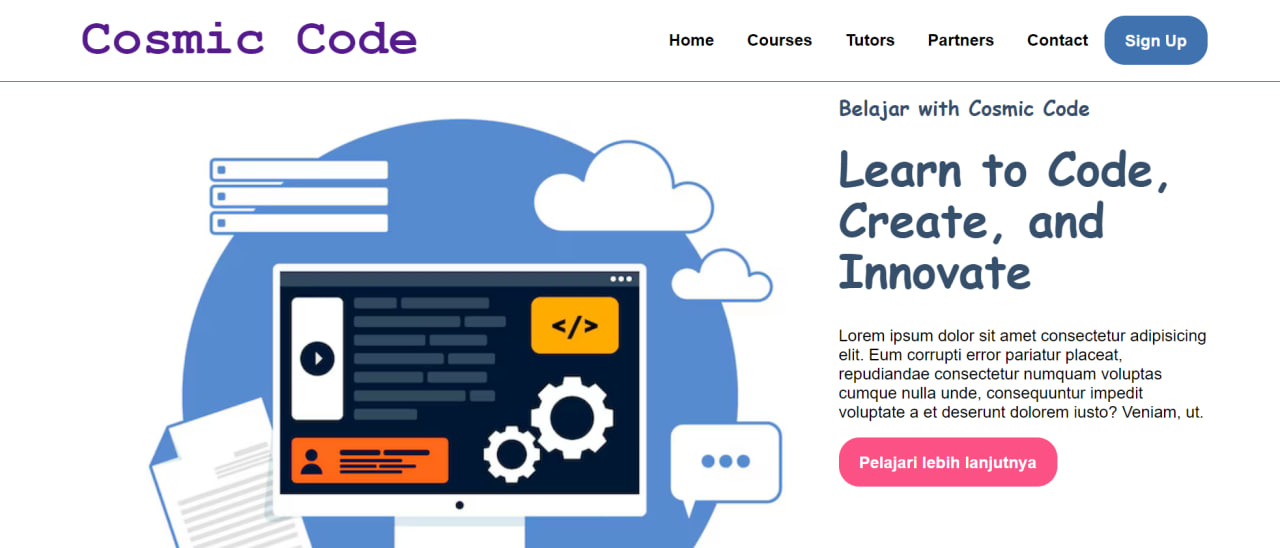 Cosmic Code
Home Courses Tutors Partners Contact Sign Up
Belajar with Cosmic Code
Learn to Code,
Create, and
Innovate
Lorem ipsum dolor sit amet consectetur adipisicing
elit. Eum corrupti error pariatur placeat,
repudiandae consectetur numquam voluptas
cumque nulla unde, consequuntur impedit
voluptate a et deserunt dolorem iusto? Veniam, ut.
Pelajari lebih lanjutnya
</>